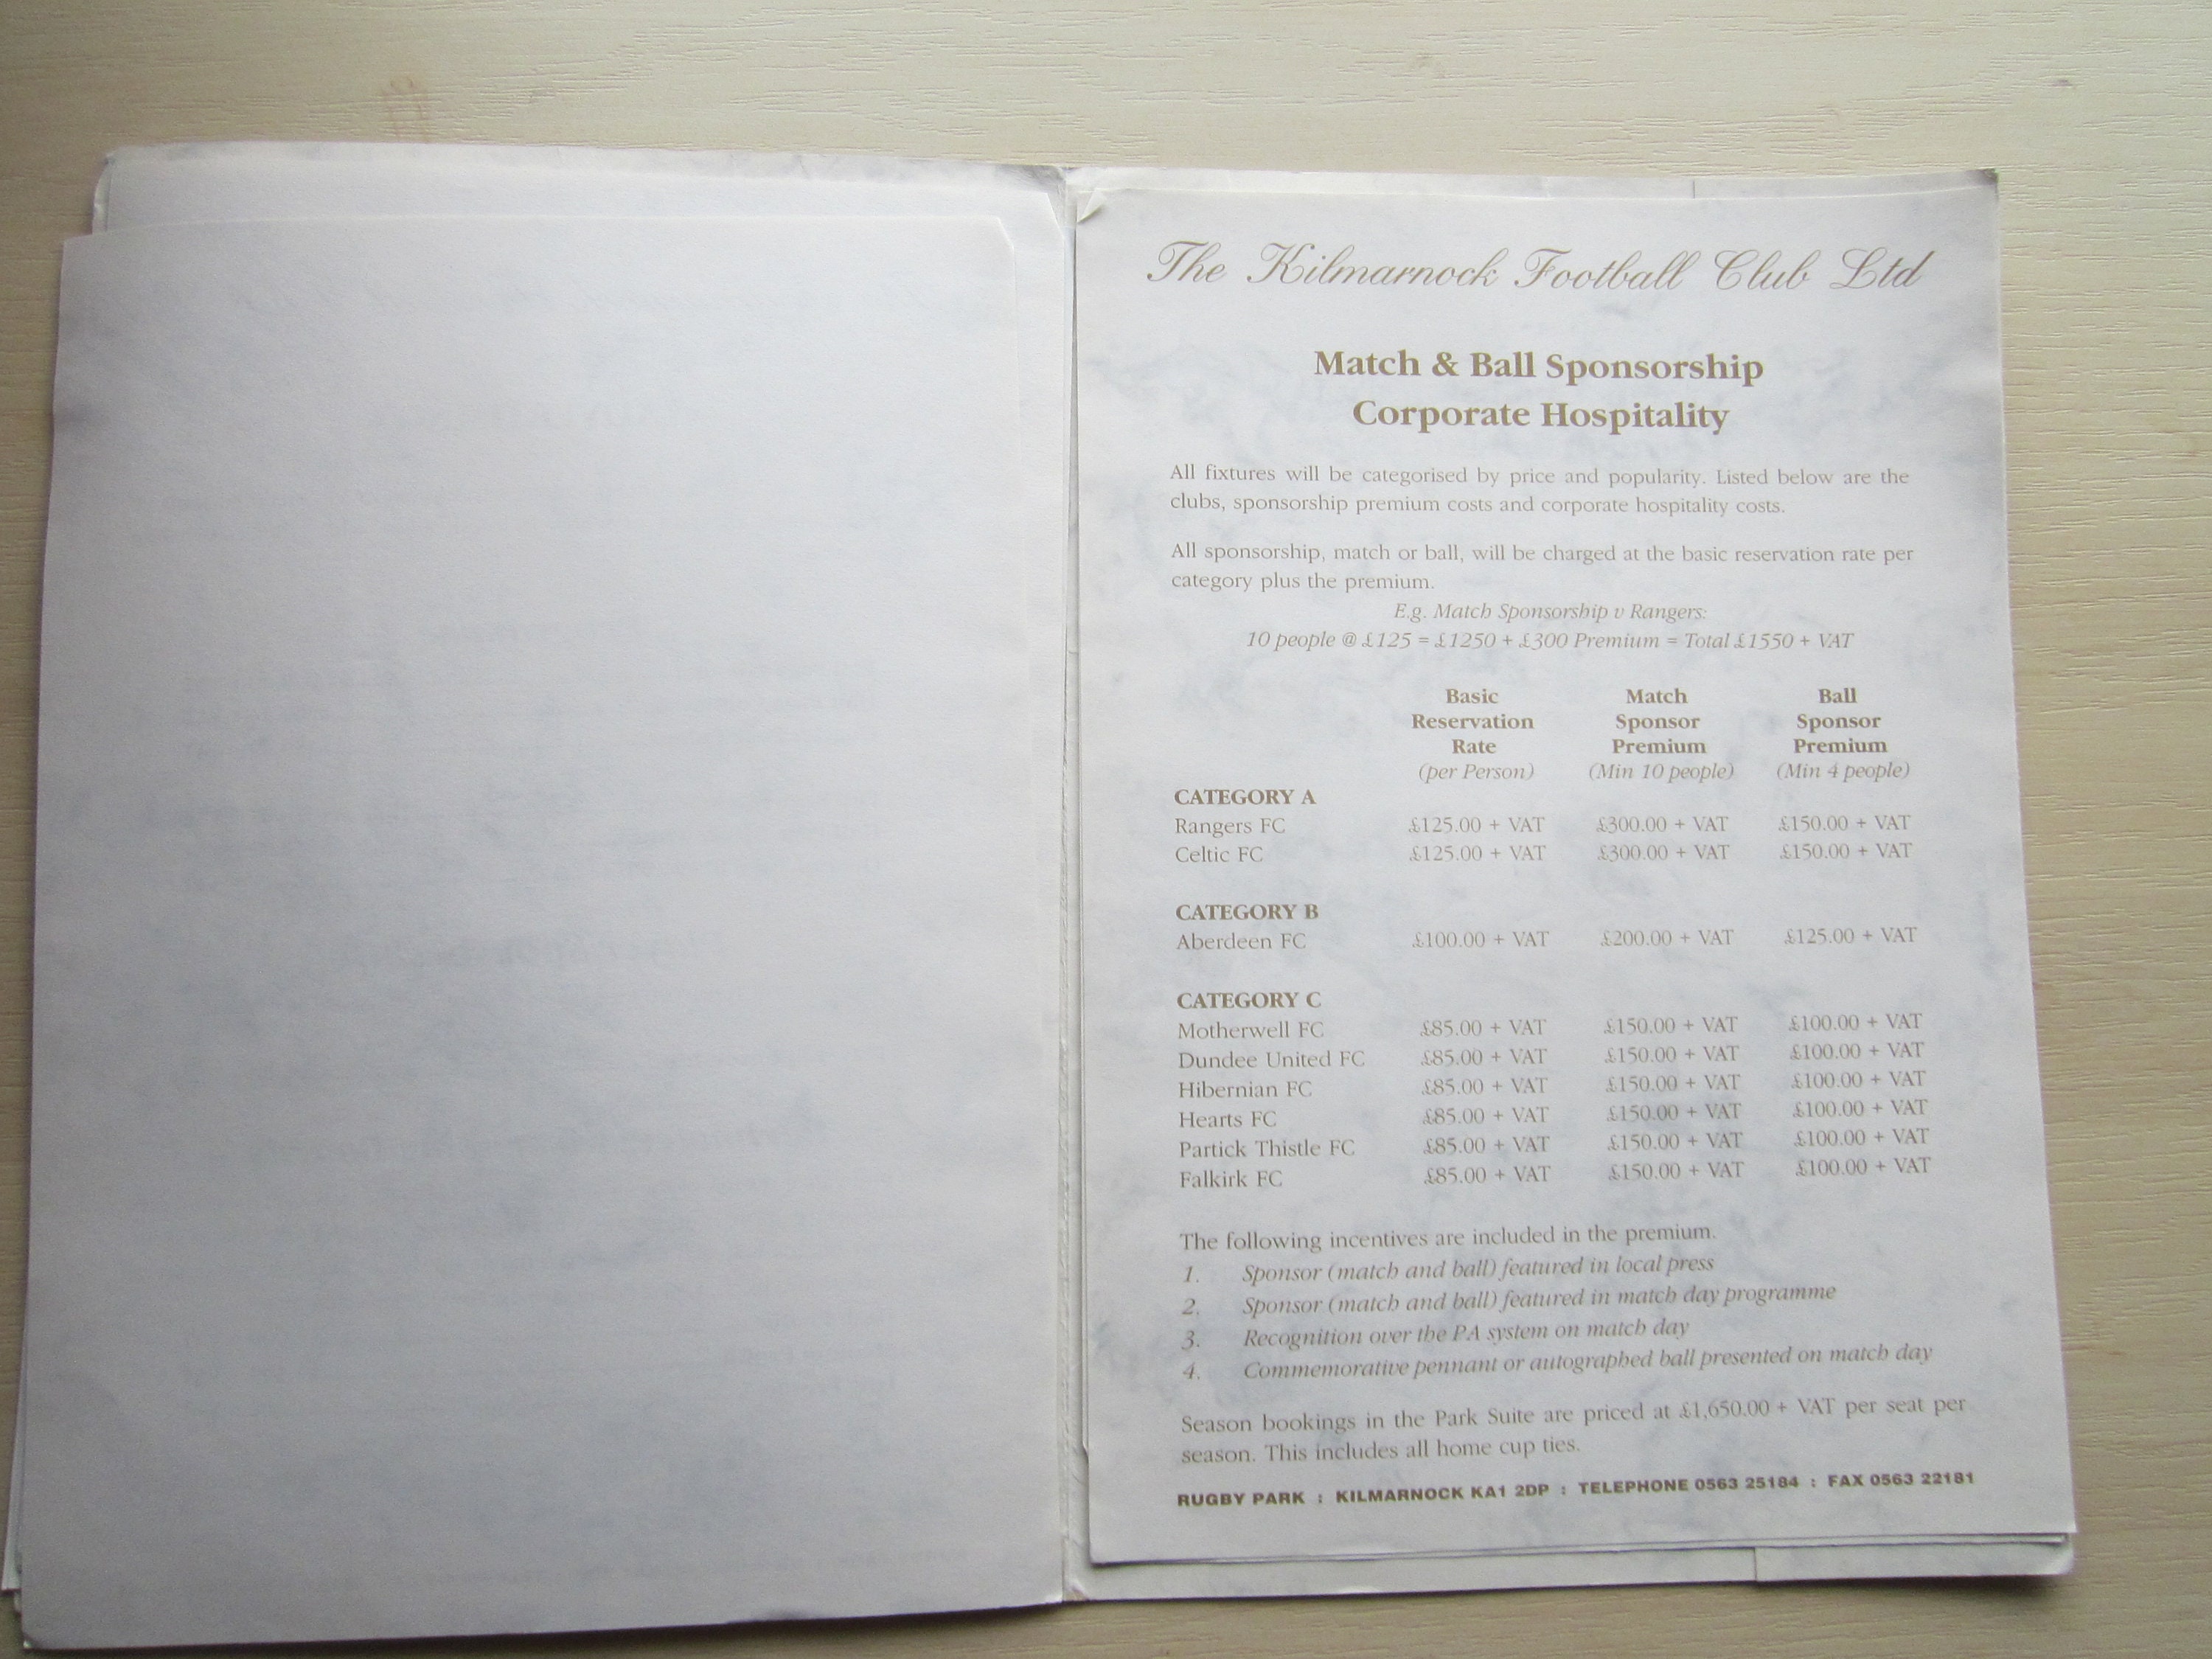 The Kilmarnock Football Club Ltd
Match & Ball Sponsorship
Corporate Hospitality
All fixtures will be categorised by price and popularity. Listed below are the
clubs, sponsorship premium costs and corporate hospitality costs.
All sponsorship, match or ball, will be charged at the basic reservation rate per
category plus the premium.
E.g. Match Sponsorship v Rangers:
10 people @ £125 = £1250 + £300 Premium = Total £1550 + VAT
Basic Match Ball
Reservation Sponsor Sponsor
Rate Premium Premium
(per Person) (Min 10 people) (Min 4 people)
CATEGORY A
Rangers FC £125.00 + VAT £300.00 + VAT £150.00 + VAT
Celtic FC £125.00 + VAT £300.00 + VAT £150.00 + VAT
CATEGORY B
Aberdeen FC £100.00 + VAT £200.00 + VAT £125.00 + VAT
CATEGORY C
Motherwell FC £85.00 + VAT £150.00 + VAT £100.00 + VAT
Dundee United FC £85.00 + VAT £150.00 + VAT £100.00 + VAT
Hibernian FC £85.00 + VAT £150.00 + VAT £100.00 + VAT
Hearts FC £85.00 + VAT £150.00 + VAT £100.00 + VAT
Partick Thistle FC £85.00 + VAT £150.00 + VAT £100.00 + VAT
Falkirk FC £85.00 + VAT £150.00 + VAT £100.00 + VAT
The following incentives are included in the premium.
1. Sponsor (match and ball) featured in local press
2. Sponsor (match and ball) featured in match day programme
3. Recognition over the PA system on match day
4. Commemorative pennant or autographed ball presented on match day
Season bookings in the Park Suite are priced at £1,650.00 + VAT per seat per
season. This includes all home cup ties.
RUGBY PARK : KILMARNOCK KA1 2DP : TELEPHONE 0563 25184 : FAX 0563 22181